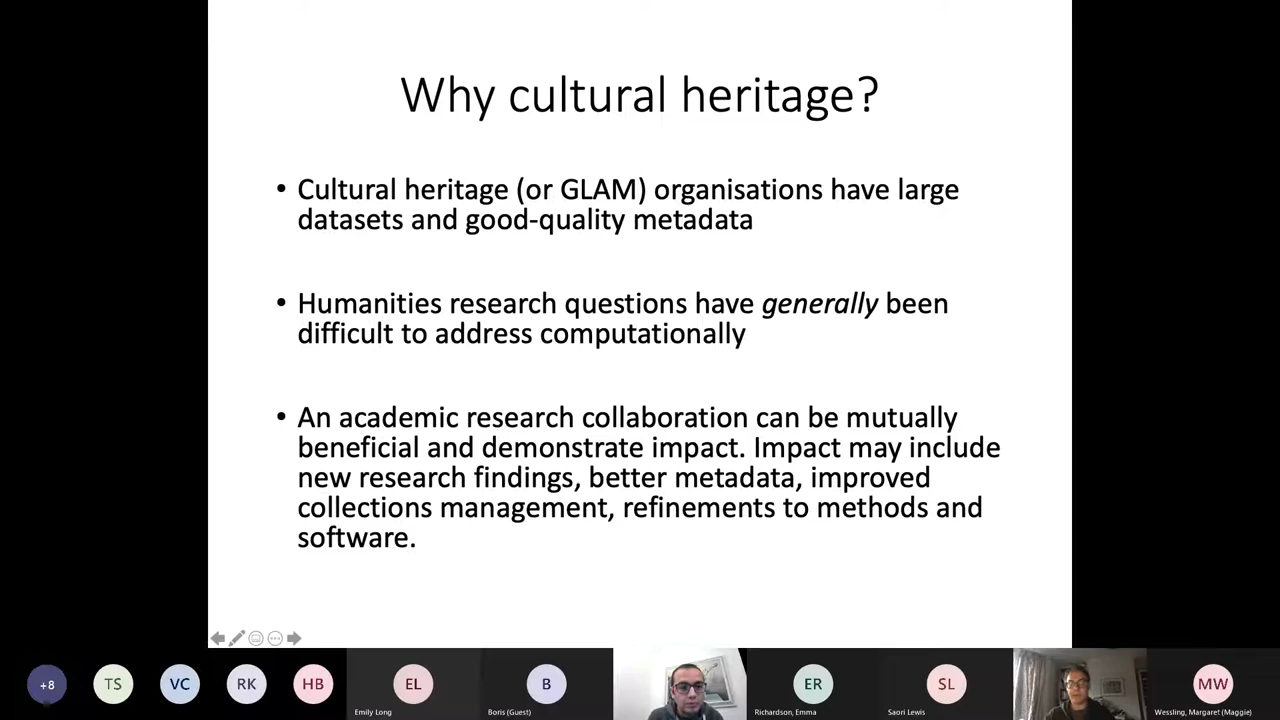 Why cultural heritage?
• Cultural heritage (or GLAM) organisations have large
datasets and good-quality metadata
• Humanities research questions have generally been
difficult to address computationally
• An academic research collaboration can be mutually
beneficial and demonstrate impact. Impact may include
new research findings, better metadata, improved
collections management, refinements to methods and
software.
+8 TS VC RK HB EL B ER SL MW
Emily Long Boris (Guest) Richardson, Emma Saori Lewis Wessling, Margaret (Maggie)